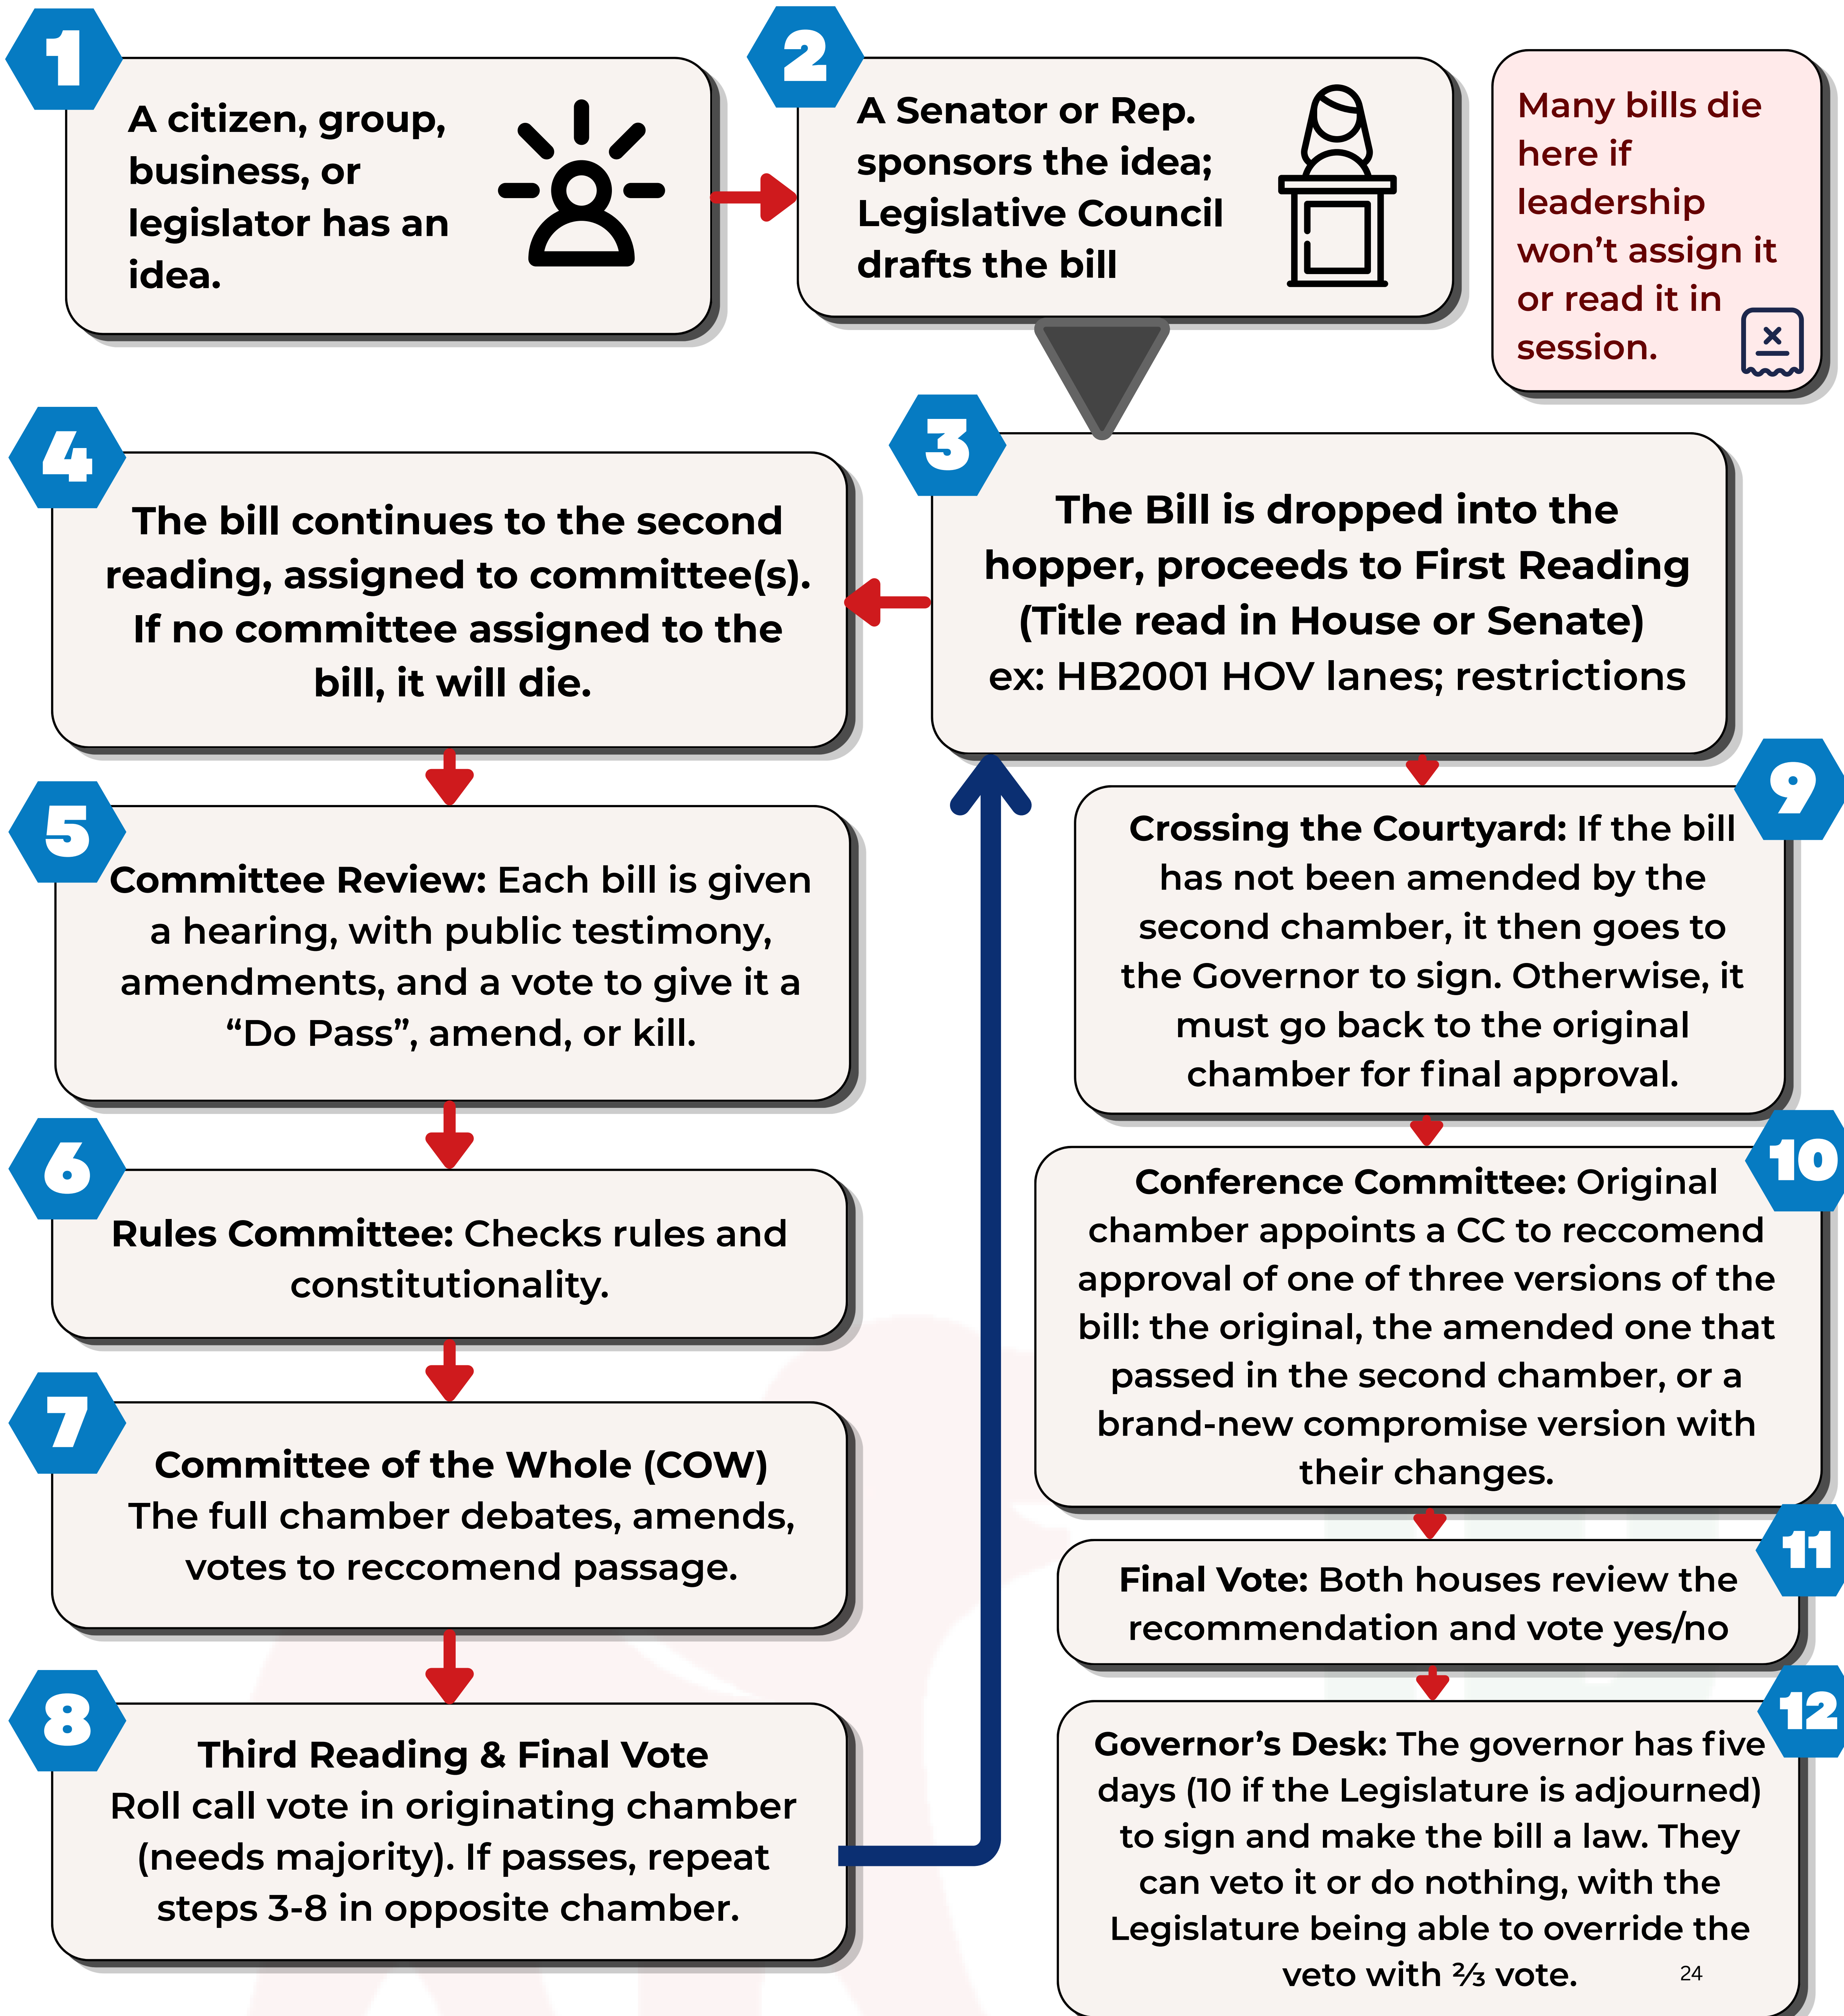 1
A citizen, group,
business, or
legislator has an
idea.
2
A Senator or Rep.
sponsors the idea;
Legislative Council
drafts the bill
Many bills die
here if
leadership
won’t assign it
or read it in
session.
3
The Bill is dropped into the
hopper, proceeds to First Reading
(Title read in House or Senate)
ex: HB2001 HOV lanes; restrictions
4
The bill continues to the second
reading, assigned to committee(s).
If no committee assigned to the
bill, it will die.
5
Committee Review: Each bill is given
a hearing, with public testimony,
amendments, and a vote to give it a
“Do Pass”, amend, or kill.
6
Rules Committee: Checks rules and
constitutionality.
7
Committee of the Whole (COW)
The full chamber debates, amends,
votes to reccomend passage.
8
Third Reading & Final Vote
Roll call vote in originating chamber
(needs majority). If passes, repeat
steps 3-8 in opposite chamber.
9
Crossing the Courtyard: If the bill
has not been amended by the
second chamber, it then goes to
the Governor to sign. Otherwise, it
must go back to the original
chamber for final approval.
10
Conference Committee: Original
chamber appoints a CC to reccomend
approval of one of three versions of the
bill: the original, the amended one that
passed in the second chamber, or a
brand-new compromise version with
their changes.
11
Final Vote: Both houses review the
recommendation and vote yes/no
12
Governor’s Desk: The governor has five
days (10 if the Legislature is adjourned)
to sign and make the bill a law. They
can veto it or do nothing, with the
Legislature being able to override the
veto with ⅔ vote.
24